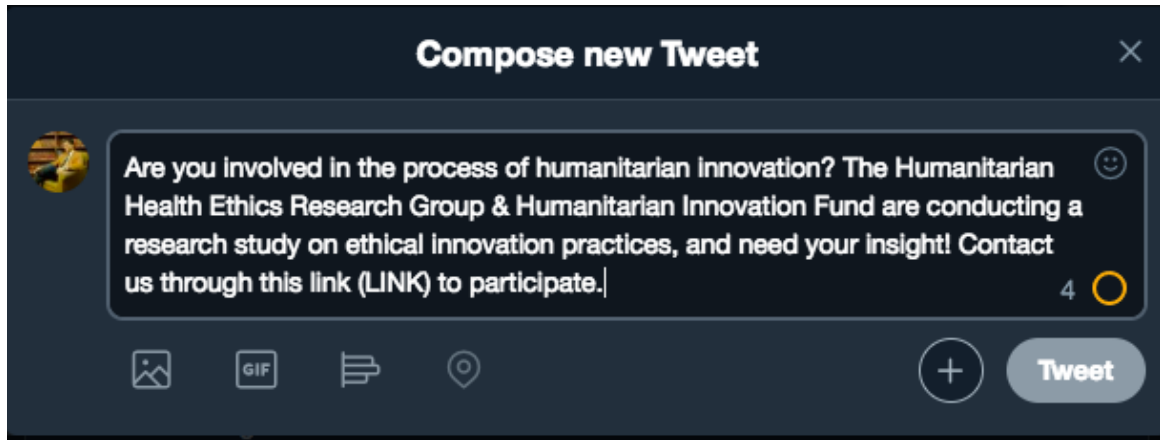 Compose new Tweet
Are you involved in the process of humanitarian innovation? The Humanitarian
Health Ethics Research Group & Humanitarian Innovation Fund are conducting a
research study on ethical innovation practices, and need your insight! Contact
us through this link (LINK) to participate.
4
GIF
Tweet